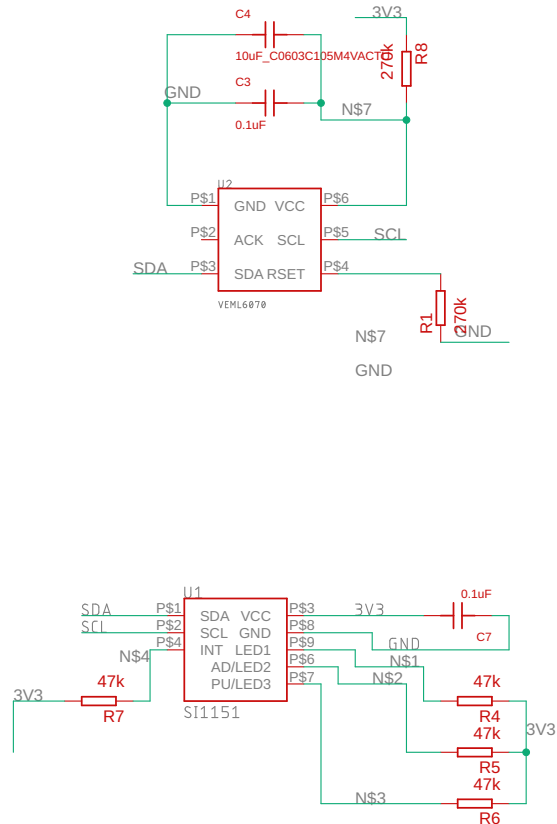 C4
3V3
10uF_C0603C105M4VACT
270k
R8
C3
GND
N$7
0.1uF
U2
P$1
GND
VCC
P$6
P$2
ACK
SCL
P$5
SCL
SDA
P$3
SDA
RSET
P$4
VEML6070
R1
270k
GND
N$7
GND
U1
0.1uF
SDA
P$1
SDA
VCC
P$3
3V3
SCL
P$2
SCL
GND
P$8
C7
P$4
INT
LED1
P$9
GND
N$4
AD/LED2
P$6
N$1
PU/LED3
P$7
N$2
47k
47k
3V3
R7
SI1151
R4
3V3
47k
R5
47k
N$3
R6